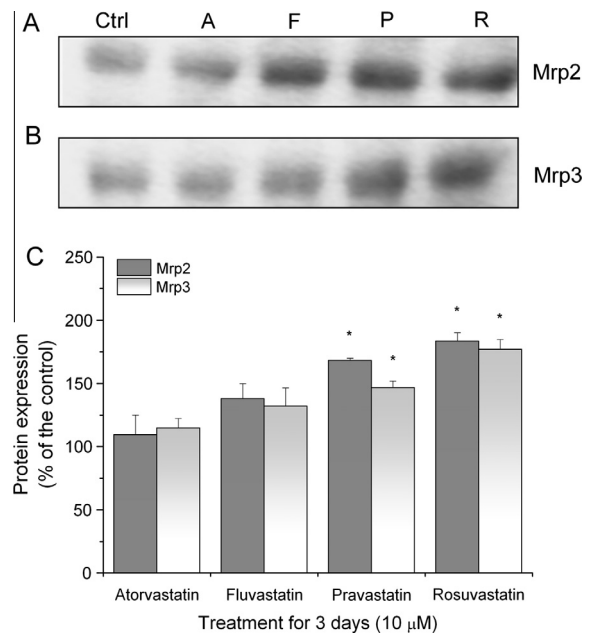 A
Ctrl A F P R
Mrp2
B
Mrp3
C
250
200
150
100
50
0
Protein expression
(% of the control)
Mrp2
Mrp3
* * * *
Atorvastatin Fluvastatin Pravastatin Rosuvastatin
Treatment for 3 days (10 μM)